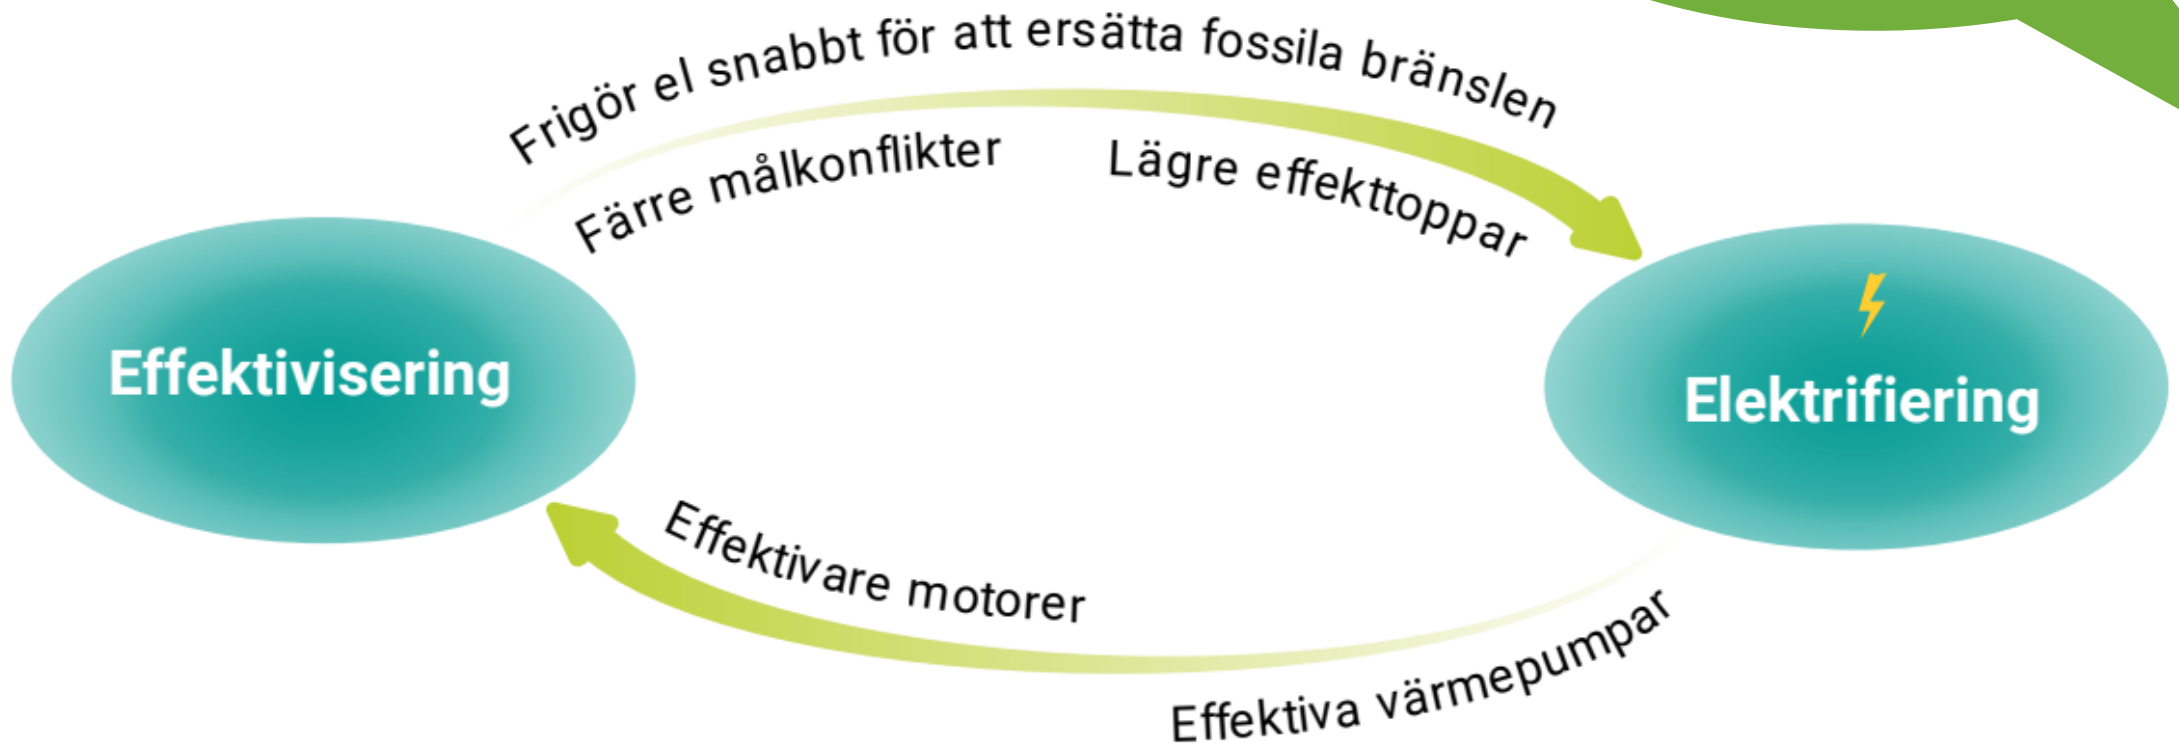 Frigör el snabbt för att ersätta fossila bränslen
Färre målkonflikter
Lägre effekttoppar
Effektivisering
Elektrifiering
Effektivare motorer
Effektiva värmepumpar